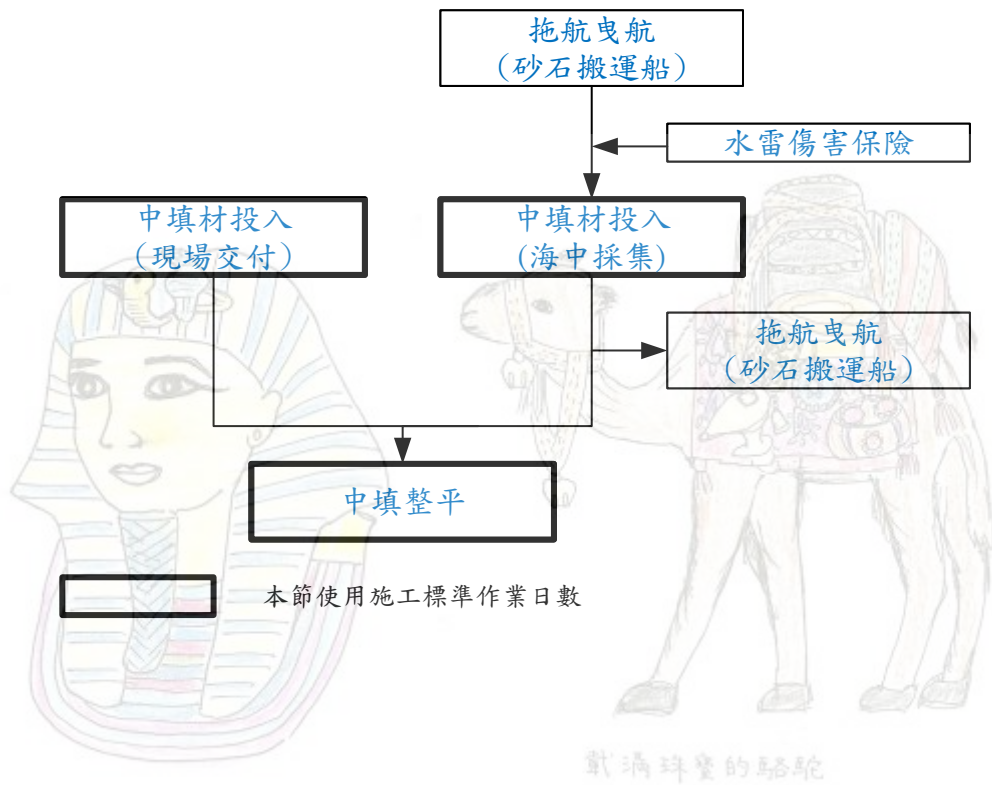 拖航曳航
（砂石搬運船）
水雷傷害保險
中填材投入
（現場交付）
中填材投入
(海中採集)
拖航曳航
（砂石搬運船）
中填整平
本節使用施工標準作業日數
載滿珠寶的駱駝